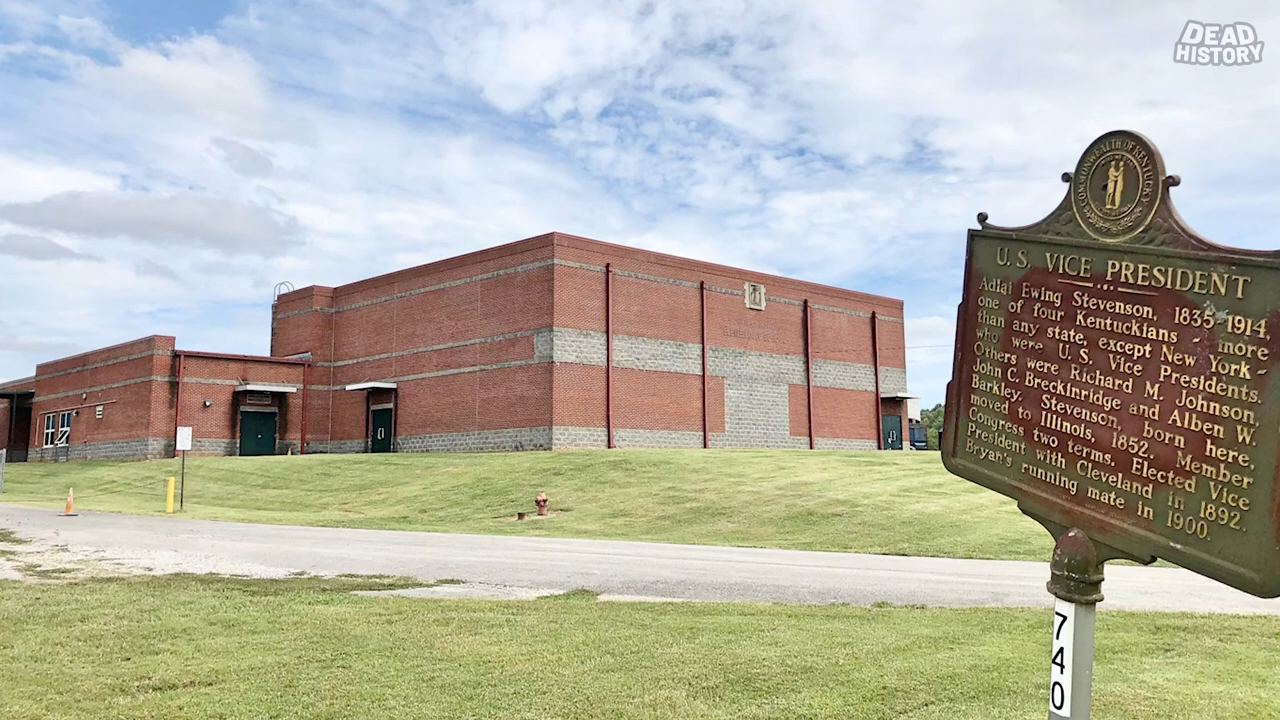 DEAD
HISTORY
COMMONWEALTH OF KENTUCKY
U.S. VICE PRESIDENT
Adlai Ewing Stevenson, 1835-1914,
one of four Kentuckians - more
than any state, except New York -
who were U.S. Vice Presidents.
Others were Richard M. Johnson,
John C. Breckinridge and Alben W.
Barkley. Stevenson, born here,
moved to Illinois, 1852. Member
Congress two terms. Elected Vice
President with Cleveland in 1892.
Bryan's running mate in 1900.
740